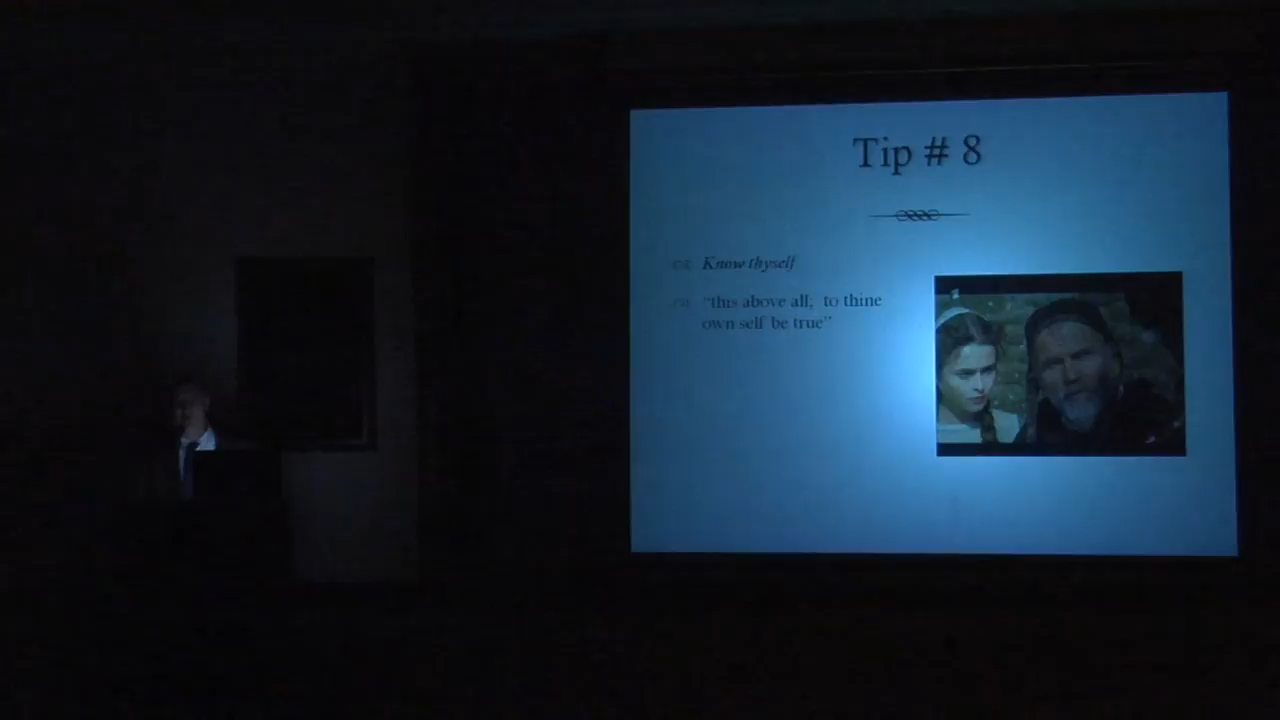 Tip # 8
Know thyself
“this above all; to thine
own self be true”